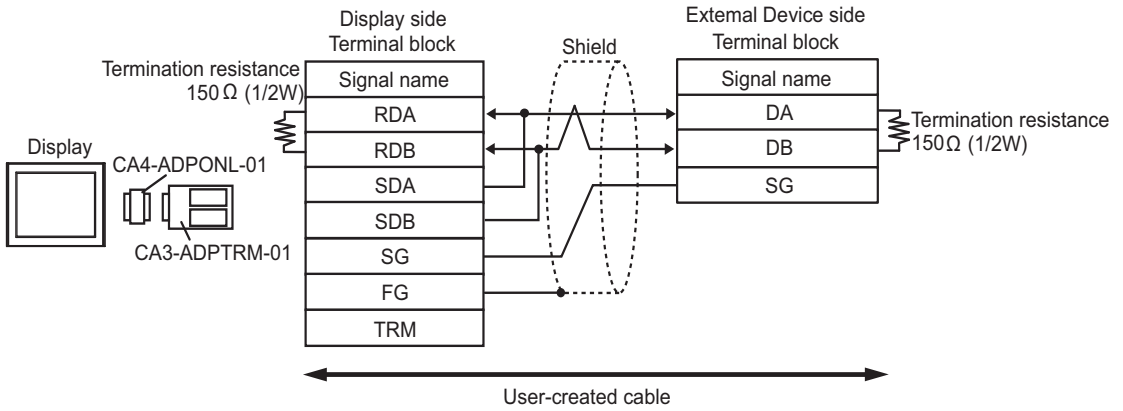 Display side
Terminal block
External Device side
Terminal block
Shield
Termination resistance
150 Ω (1/2W)
Signal name
RDA
RDB
SDA
SDB
SG
FG
TRM
Signal name
DA
DB
SG
Termination resistance
150Ω (1/2W)
Display
CA4-ADPONL-01
CA3-ADPTRM-01
User-created cable